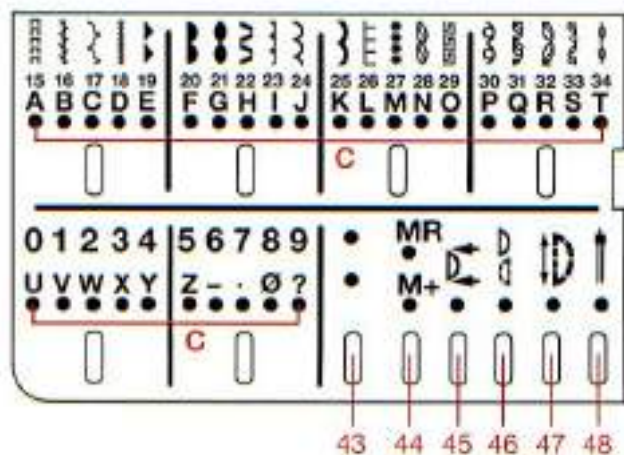 15 16 17 18 19 20 21 22 23 24 25 26 27 28 29 30 31 32 33 34
A B C D E F G H I J K L M N O P Q R S T
C
0 1 2 3 4 5 6 7 8 9 MR
U V W X Y Z – · Ø ? M+
C
43 44 45 46 47 48